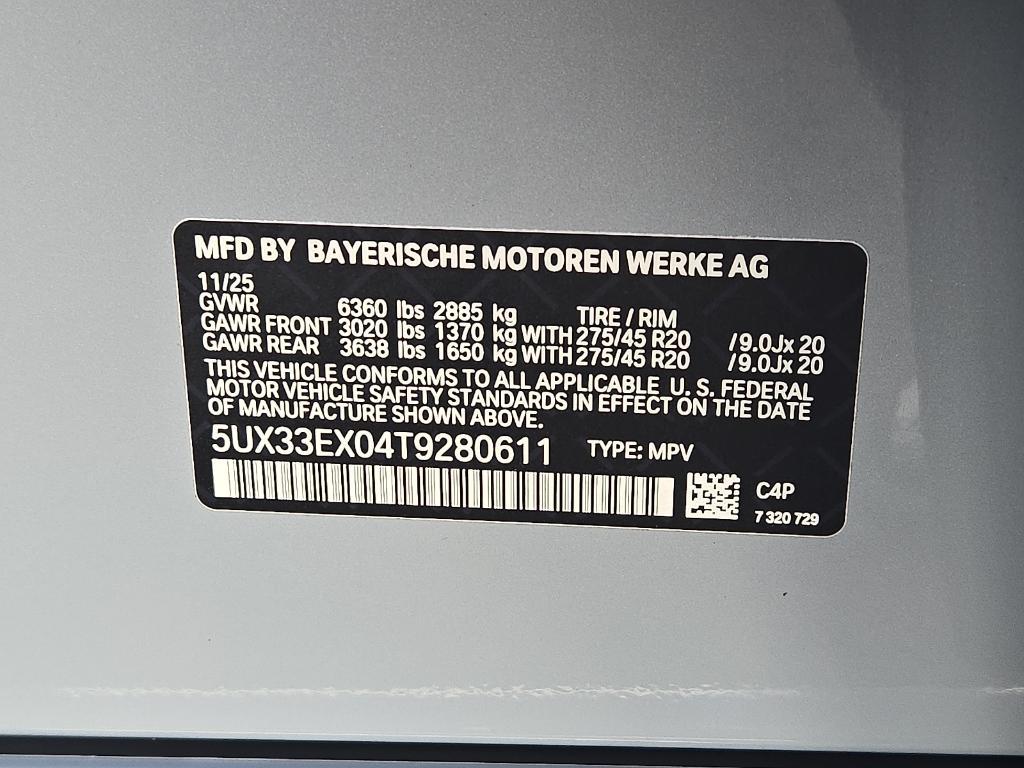 MFD BY BAYERISCHE MOTOREN WERKE AG
11/25
GVWR 6360 lbs 2885 kg TIRE / RIM
GAWR FRONT 3020 lbs 1370 kg WITH 275/45 R20 /9.0Jx 20
GAWR REAR 3638 lbs 1650 kg WITH 275/45 R20 /9.0Jx 20
THIS VEHICLE CONFORMS TO ALL APPLICABLE U. S. FEDERAL
MOTOR VEHICLE SAFETY STANDARDS IN EFFECT ON THE DATE
OF MANUFACTURE SHOWN ABOVE.
5UX33EX04T9280611 TYPE: MPV
C4P
7 320 729